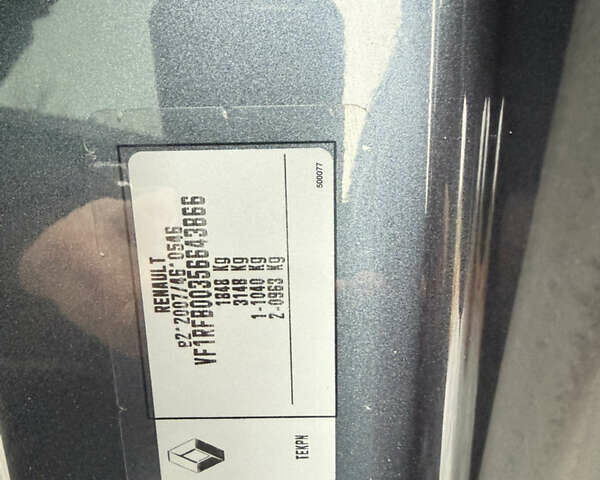 RENAULT
e2*2007/46*0546
VF1RFB00356643866
1848 Kg
3148 Kg
1-1040 Kg
2-0963 Kg
500077
TEKPN